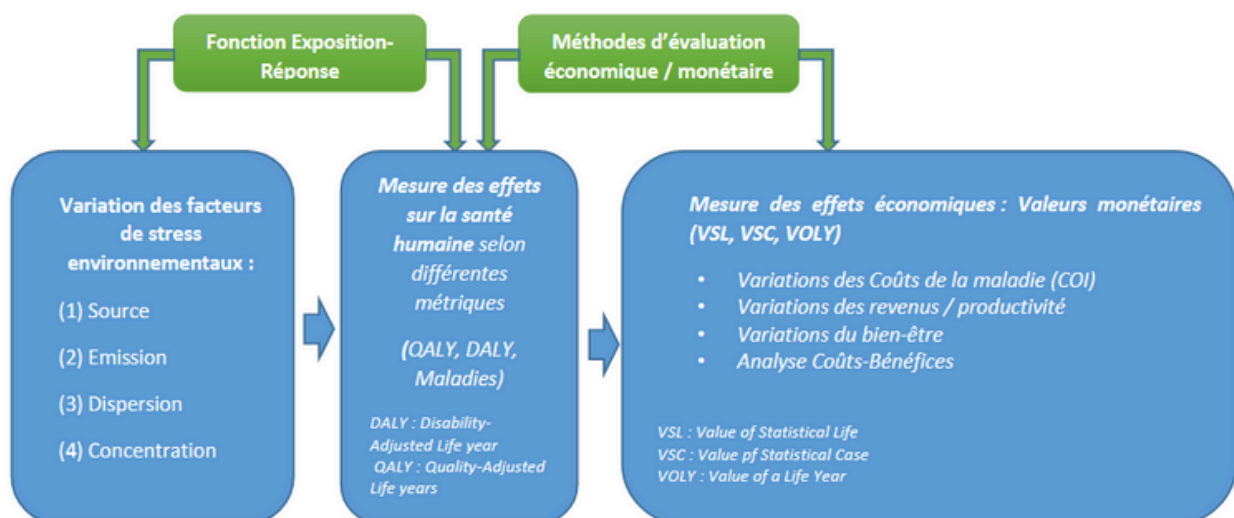 Fonction Exposition-
Réponse
Méthodes d'évaluation
économique / monétaire
Variation des facteurs
de stress
environnementaux :
(1) Source
(2) Emission
(3) Dispersion
(4) Concentration
Mesure des effets
sur la santé
humaine selon
différentes
métriques
(QALY, DALY,
Maladies)
DALY : Disability-
Adjusted Life year
QALY : Quality-Adjusted
Life years
Mesure des effets économiques : Valeurs monétaires
(VSL, VSC, VOLY)
• Variations des Coûts de la maladie (COI)
• Variations des revenus / productivité
• Variations du bien-être
• Analyse Coûts-Bénéfices
VSL : Value of Statistical Life
VSC : Value pf Statistical Case
VOLY : Value of a Life Year